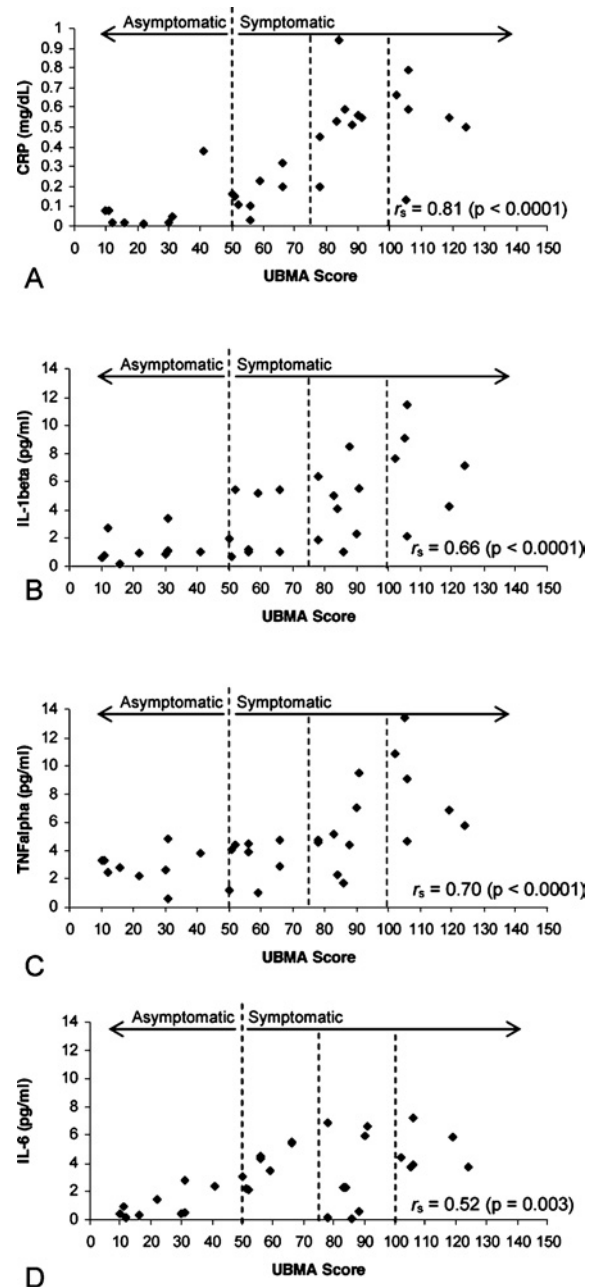 Asymptomatic Symptomatic
1
0.9
0.8
0.7
0.6
0.5
0.4
0.3
0.2
0.1
0
CRP (mg/dL)
rs = 0.81 (p < 0.0001)
0 10 20 30 40 50 60 70 80 90 100 110 120 130 140 150
UBMA Score
A
Asymptomatic Symptomatic
14
12
10
8
6
4
2
0
IL-1beta (pg/ml)
rs = 0.66 (p < 0.0001)
0 10 20 30 40 50 60 70 80 90 100 110 120 130 140 150
UBMA Score
B
Asymptomatic Symptomatic
14
12
10
8
6
4
2
0
TNFalpha (pg/ml)
rs = 0.70 (p < 0.0001)
0 10 20 30 40 50 60 70 80 90 100 110 120 130 140 150
UBMA Score
C
Asymptomatic Symptomatic
14
12
10
8
6
4
2
0
IL-6 (pg/ml)
rs = 0.52 (p = 0.003)
0 10 20 30 40 50 60 70 80 90 100 110 120 130 140 150
UBMA Score
D